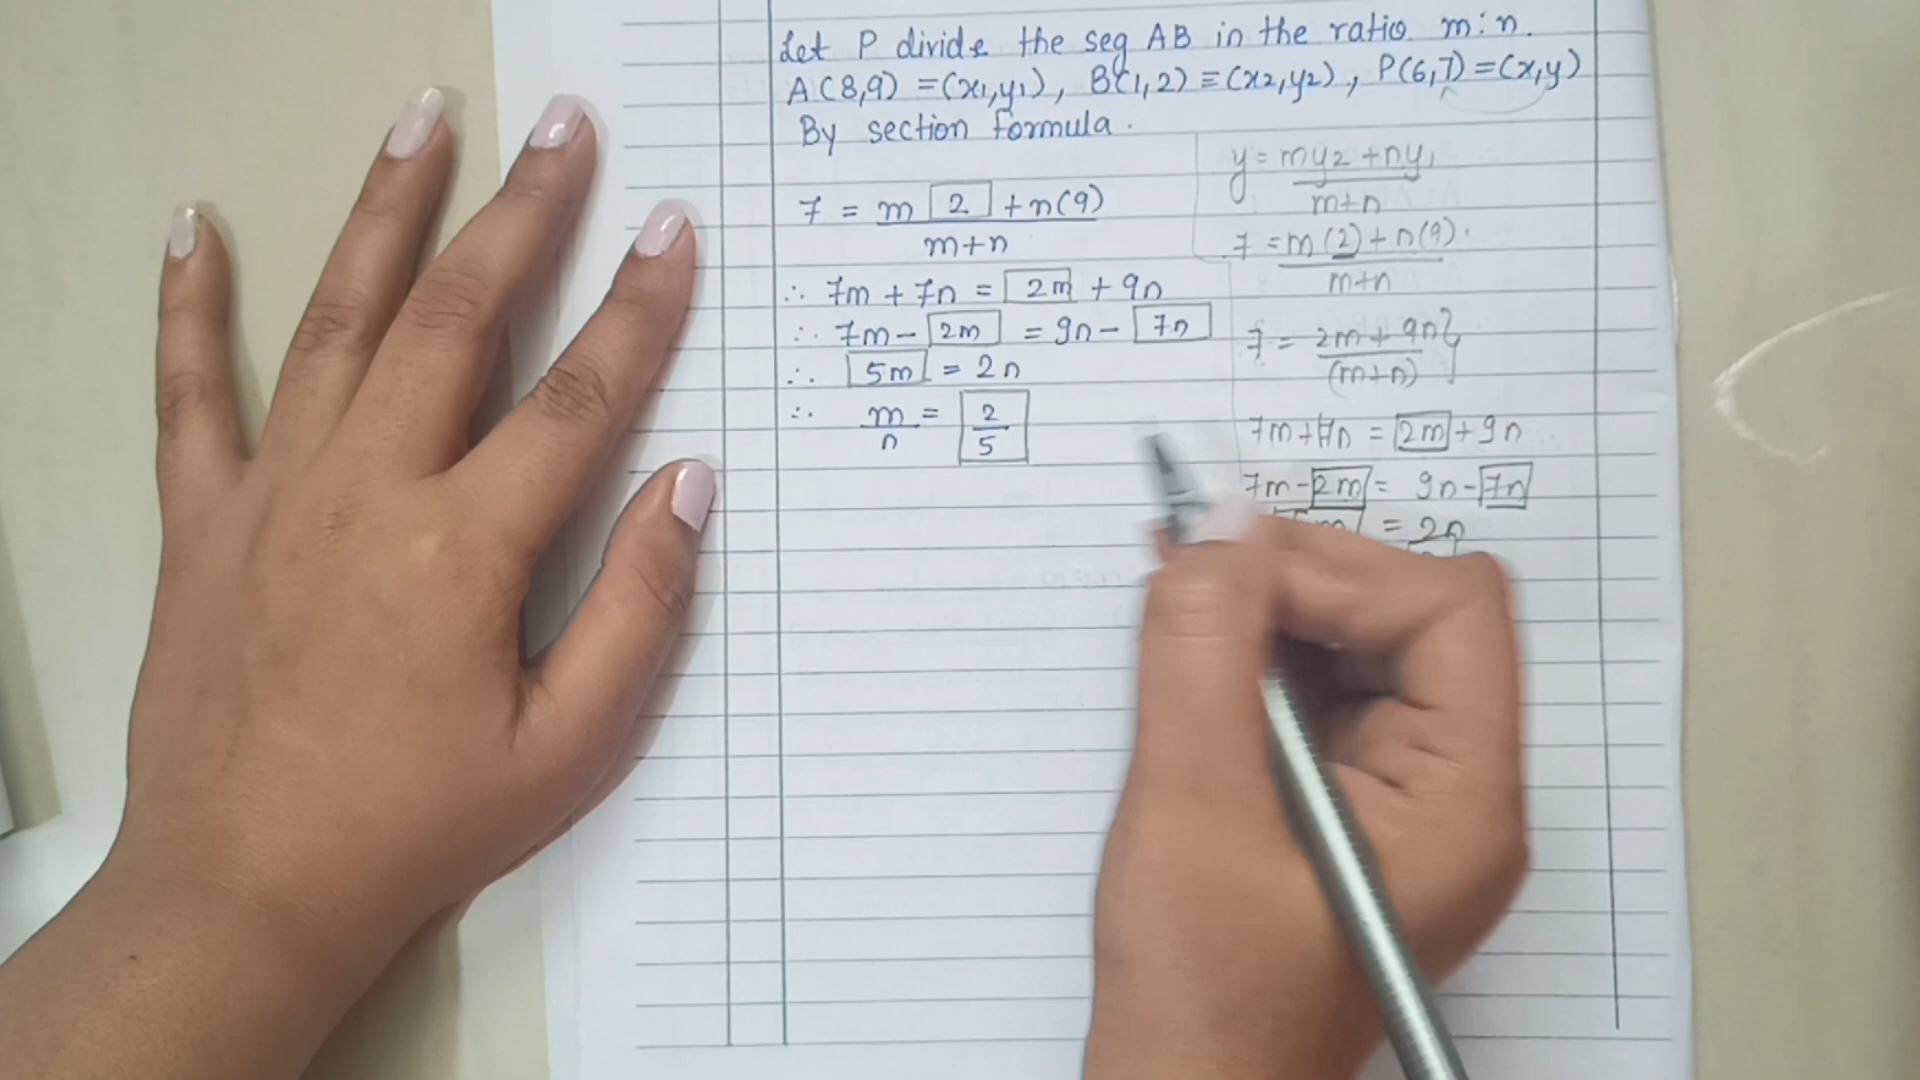 Let P divide the seg AB in the ratio m:n.
A(8,9) = (x1,y1), B(1,2) ≡ (x2,y2), P(6,7) = (x,y)
By section formula.
7 = m 2 + n(9)
m+n
∴ 7m + 7n = 2m + 9n
∴ 7m - 2m = 9n - 7n
∴ 5m = 2n
∴ m = 2
n 5
y = my2 + ny1
m+n
7 = m(2) + n(9)
m+n
7 = 2m + 9n
(m+n)
7m+7n = 2m + 9n
7m - 2m = 9n - 7n
= 2n